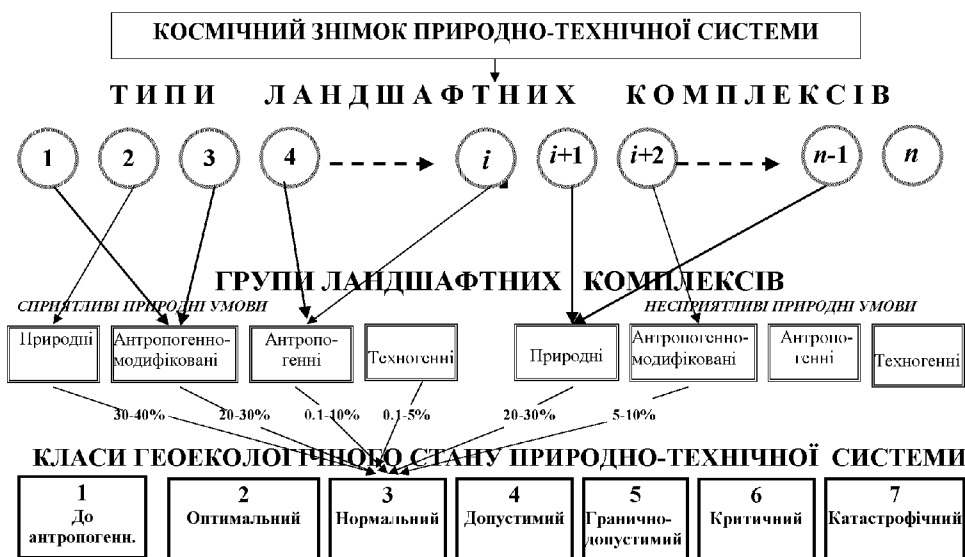 КОСМІЧНИЙ ЗНІМОК ПРИРОДНО-ТЕХНІЧНОЇ СИСТЕМИ
ТИПИ ЛАНДШАФТНИХ КОМПЛЕКСІВ
1 2 3 4 i i+1 i+2 n-1 n
ГРУПИ ЛАНДШАФТНИХ КОМПЛЕКСІВ
СПРИЯТЛИВІ ПРИРОДНІ УМОВИ
НЕСПРИЯТЛИВІ ПРИРОДНІ УМОВИ
Природні
Антропогенно-
модифіковані
Антропо-
генні
Техногенні
Природні
Антропогенно-
модифіковані
Антропо-
генні
Техногенні
30-40% 20-30% 0.1-10% 0.1-5% 20-30% 5-10%
КЛАСИ ГЕОЕКОЛОГІЧНОГО СТАНУ ПРИРОДНО-ТЕХНІЧНОЇ СИСТЕМИ
1
До
антропогенн.
2
Оптимальний
3
Нормальний
4
Допустимий
5
Гранично-
допустимий
6
Критичний
7
Катастрофічний